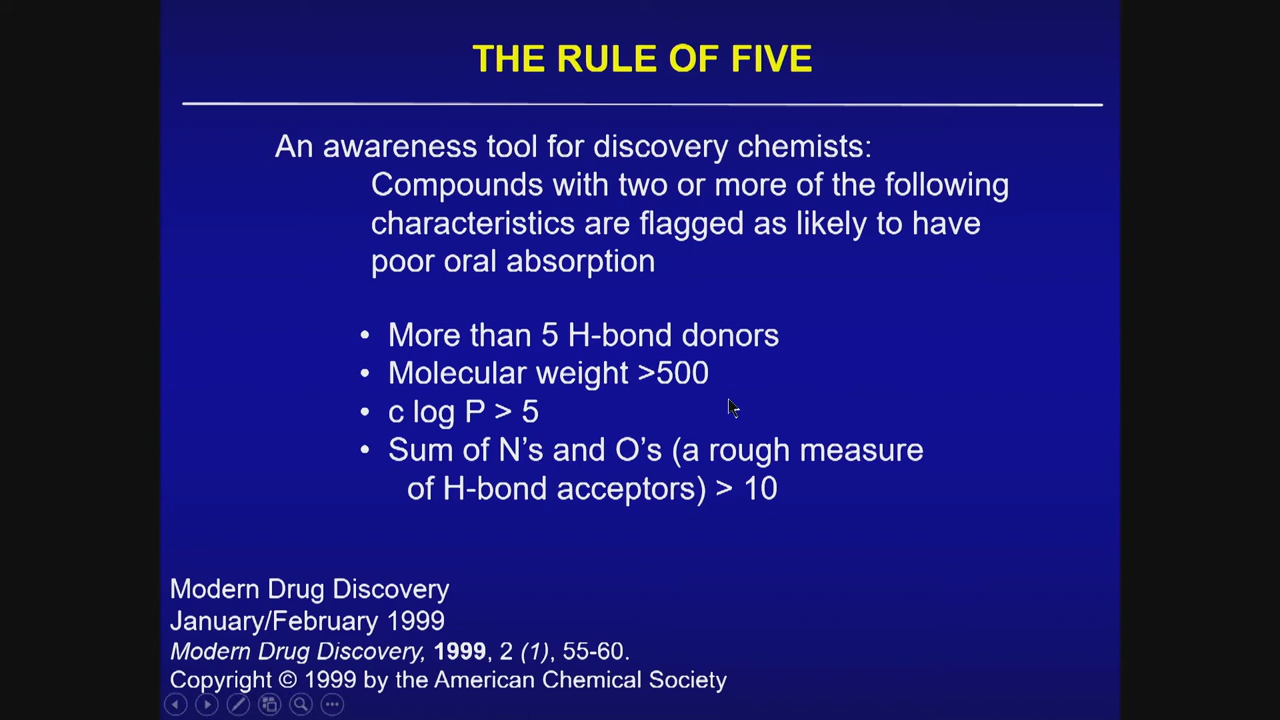 THE RULE OF FIVE
An awareness tool for discovery chemists:
Compounds with two or more of the following
characteristics are flagged as likely to have
poor oral absorption
• More than 5 H-bond donors
• Molecular weight >500
• c log P > 5
• Sum of N’s and O’s (a rough measure
of H-bond acceptors) > 10
Modern Drug Discovery
January/February 1999
Modern Drug Discovery, 1999, 2 (1), 55-60.
Copyright © 1999 by the American Chemical Society